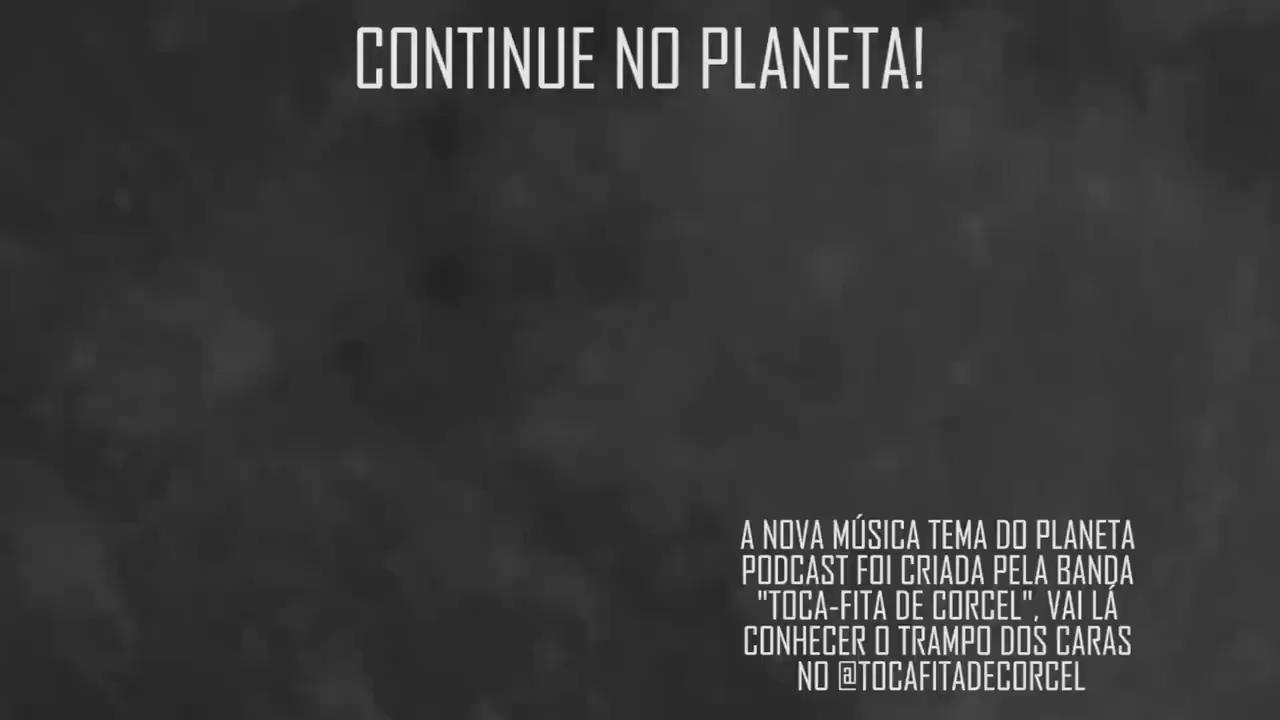 CONTINUE NO PLANETA!
A NOVA MÚSICA TEMA DO PLANETA
PODCAST FOI CRIADA PELA BANDA
"TOCA-FITA DE CORCEL", VAI LÁ
CONHECER O TRAMPO DOS CARAS
NO @TOCAFITADECORCEL